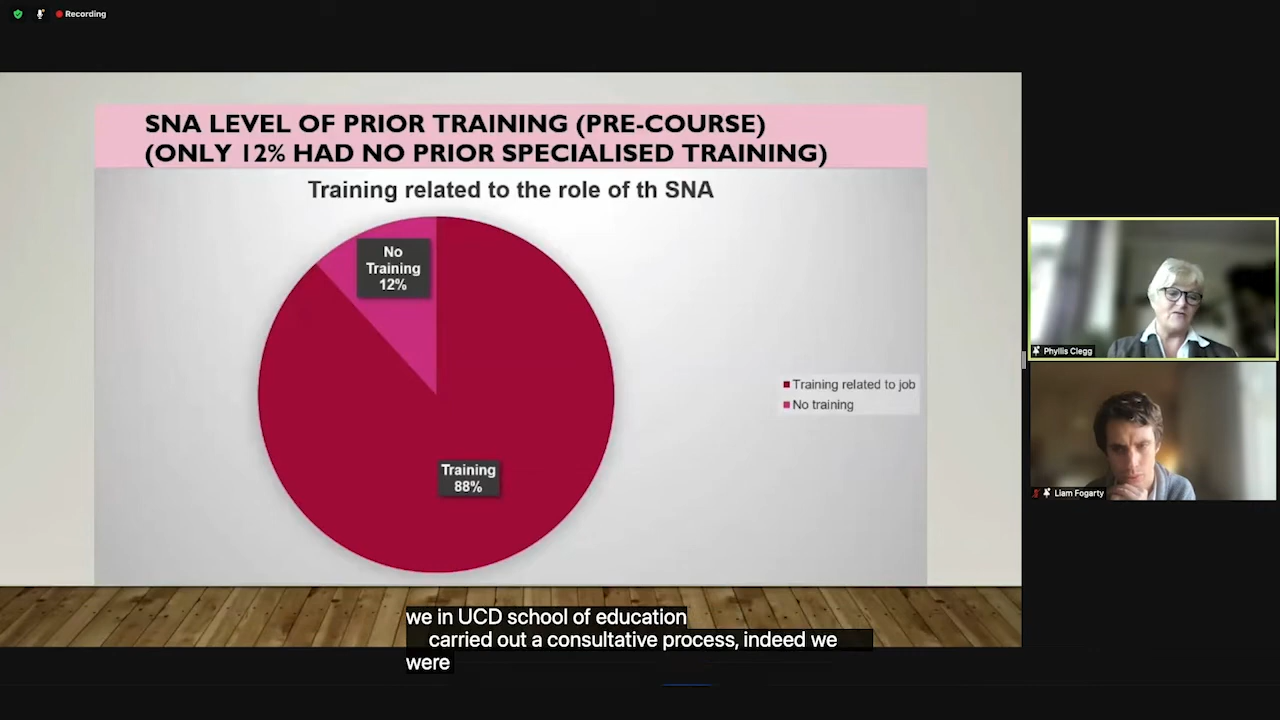 Recording
SNA LEVEL OF PRIOR TRAINING (PRE-COURSE)
(ONLY 12% HAD NO PRIOR SPECIALISED TRAINING)
Training related to the role of th SNA
No
Training
12%
Training
88%
Training related to job
No training
Phyllis Clegg
Liam Fogarty
we in UCD school of education
carried out a consultative process, indeed we
were